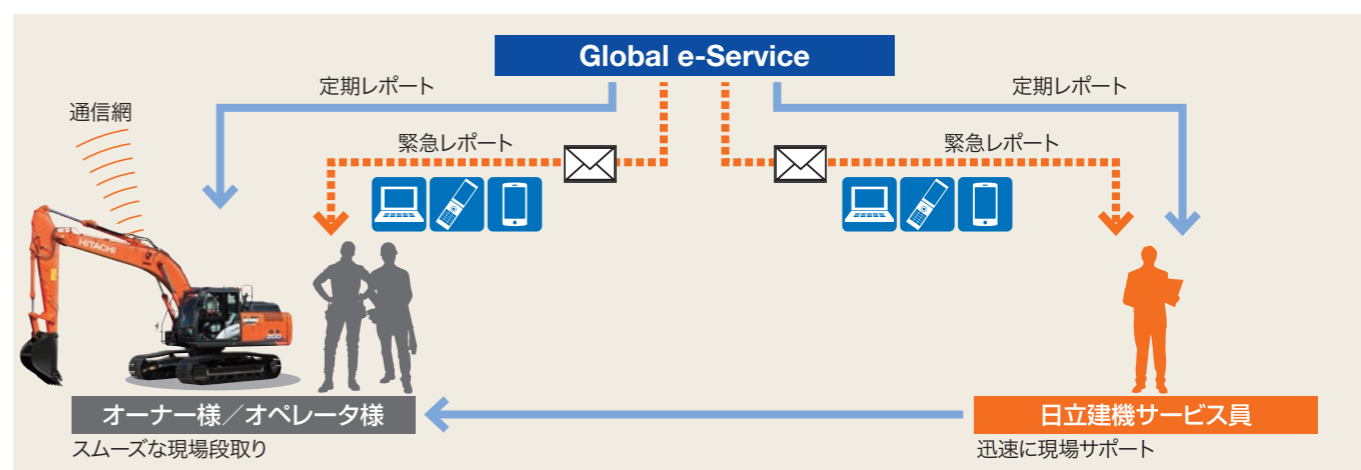 Global e-Service
定期レポート
定期レポート
通信網
緊急レポート
緊急レポート
HITACHI
200
オーナー様／オペレータ様
日立建機サービス員
スムーズな現場段取り
迅速に現場サポート